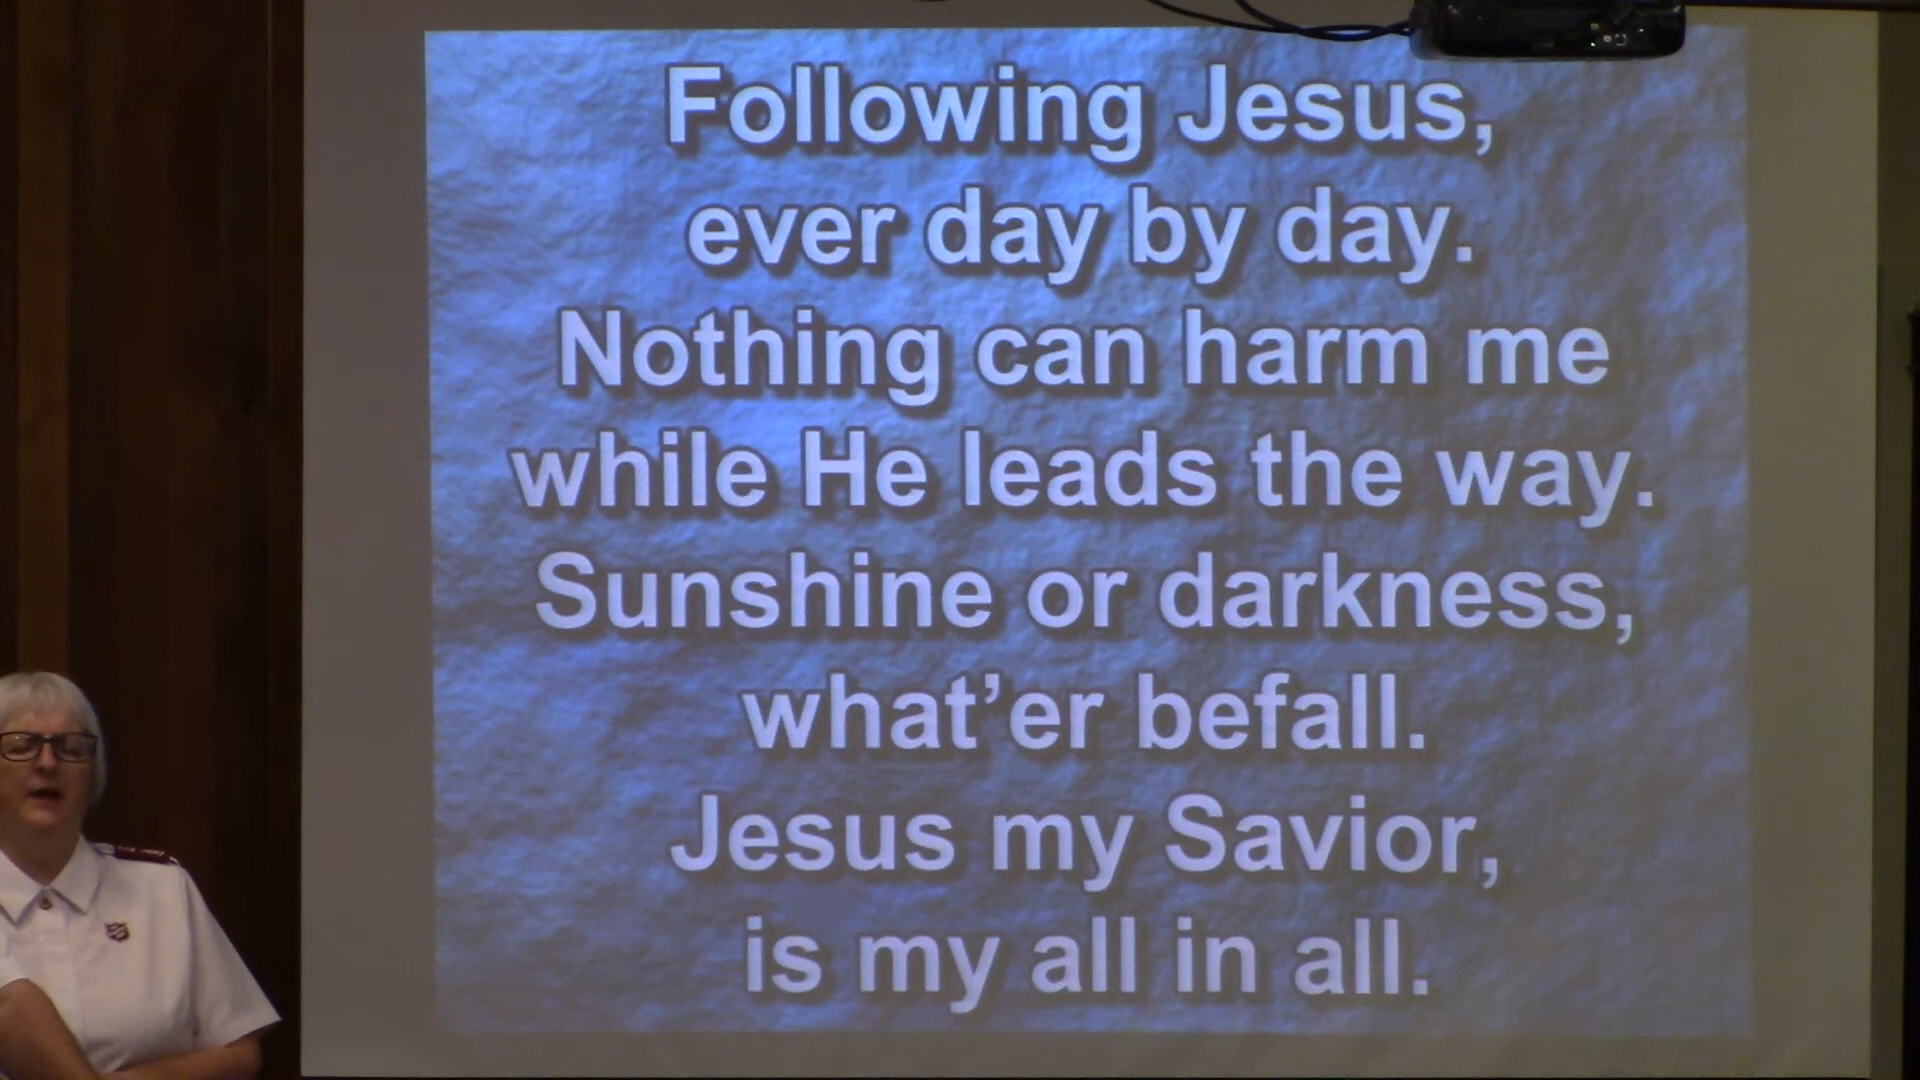 Following Jesus,
ever day by day.
Nothing can harm me
while He leads the way.
Sunshine or darkness,
what’er befall.
Jesus my Savior,
is my all in all.